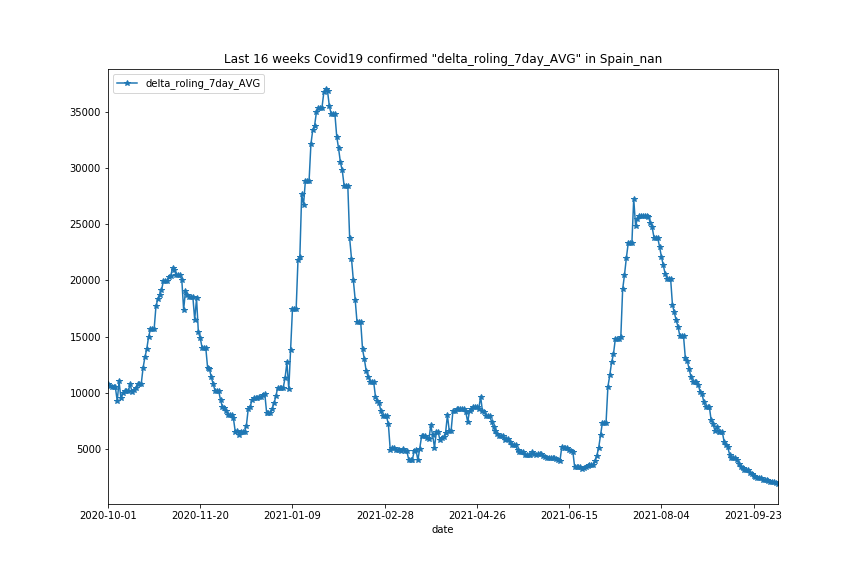 Last 16 weeks Covid19 confirmed "delta_roling_7day_AVG" in Spain_nan
delta_roling_7day_AVG
35000
30000
25000
20000
15000
10000
5000
2020-10-01 2020-11-20 2021-01-09 2021-02-28 2021-04-26 2021-06-15 2021-08-04 2021-09-23
date